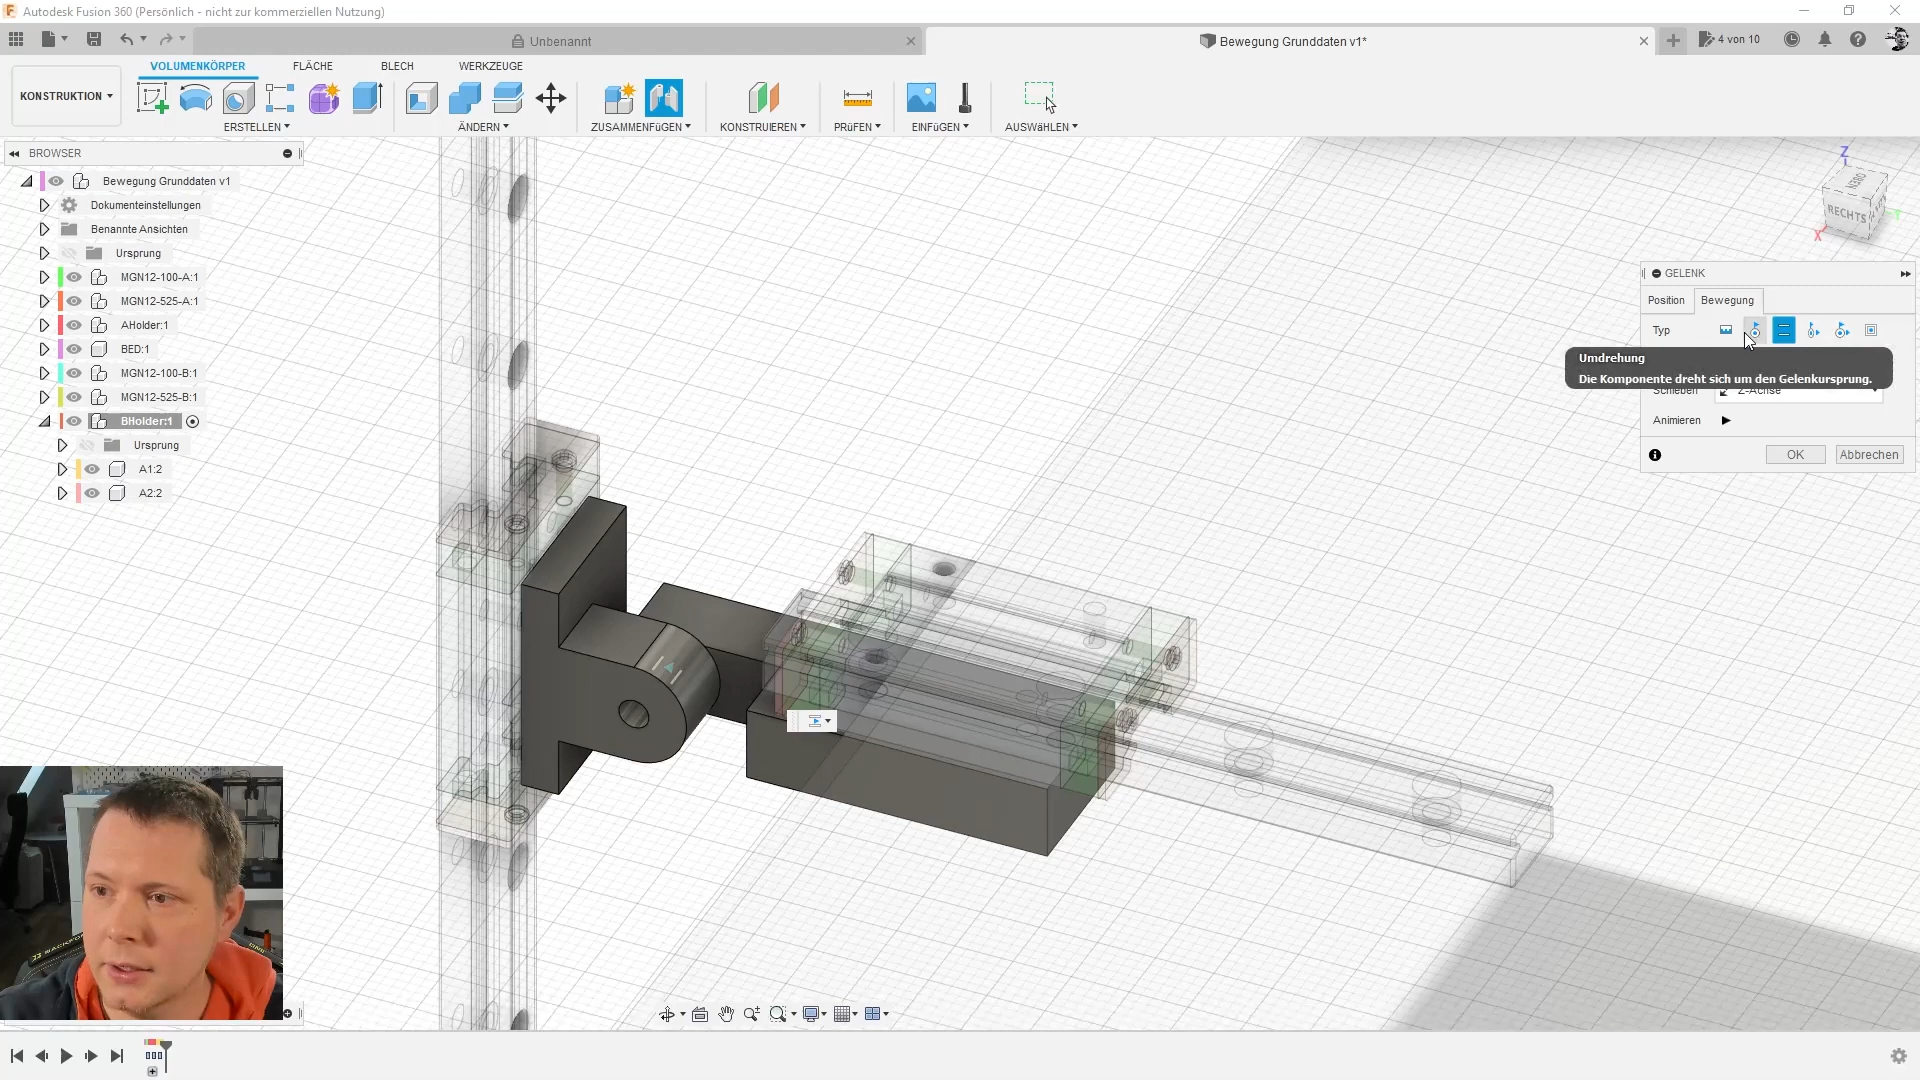 Autodesk Fusion 360 (Persönlich - nicht zur kommerziellen Nutzung)
Unbenannt
Bewegung Grunddaten v1*
4 von 10
VOLUMENKÖRPER
FLÄCHE
BLECH
WERKZEUGE
KONSTRUKTION
ERSTELLEN
ÄNDERN
ZUSAMMENFüGEN
KONSTRUIEREN
PRüFEN
EINFüGEN
AUSWäHLEN
BROWSER
Bewegung Grunddaten v1
Dokumenteinstellungen
Benannte Ansichten
Ursprung
MGN12-100-A:1
MGN12-525-A:1
AHolder:1
BED:1
MGN12-100-B:1
MGN12-525-B:1
BHolder:1
Ursprung
A1:2
A2:2
Z
OBEN
RECHTS
X
Y
GELENK
Position
Bewegung
Typ
Umdrehung
Die Komponente dreht sich um den Gelenkursprung.
Schieben
Z-Achse
Animieren
OK
Abbrechen